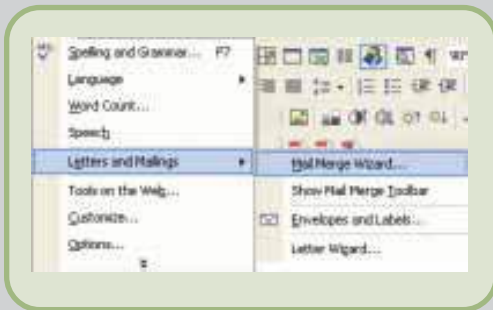 Spelling and Grammar... F7
Language
Word Count...
Speech
Letters and Mailings
Tools on the Web...
Customize...
Options...
Mail Merge Wizard...
Show Mail Merge Toolbar
Envelopes and Labels...
Letter Wizard...